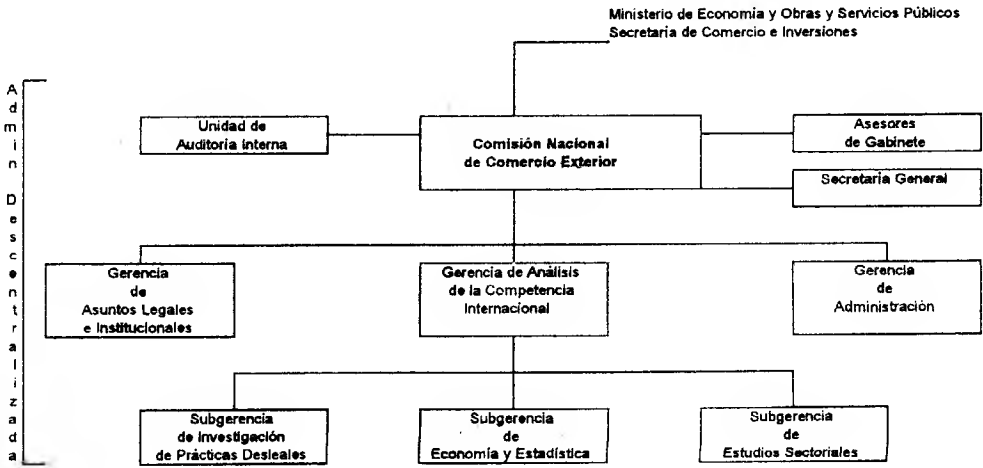 Ministerio de Economía y Obras y Servicios Públicos
Secretaría de Comercio e Inversiones
Admin Descentralizada
Unidad de
Auditoría Interna
Comisión Nacional
de Comercio Exterior
Asesores
de Gabinete
Secretaría General
Gerencia
de
Asuntos Legales
e Institucionales
Gerencia de Análisis
de la Competencia
Internacional
Gerencia
de
Administración
Subgerencia
de Investigación
de Prácticas Desleales
Subgerencia
de
Economía y Estadística
Subgerencia
de
Estudios Sectoriales